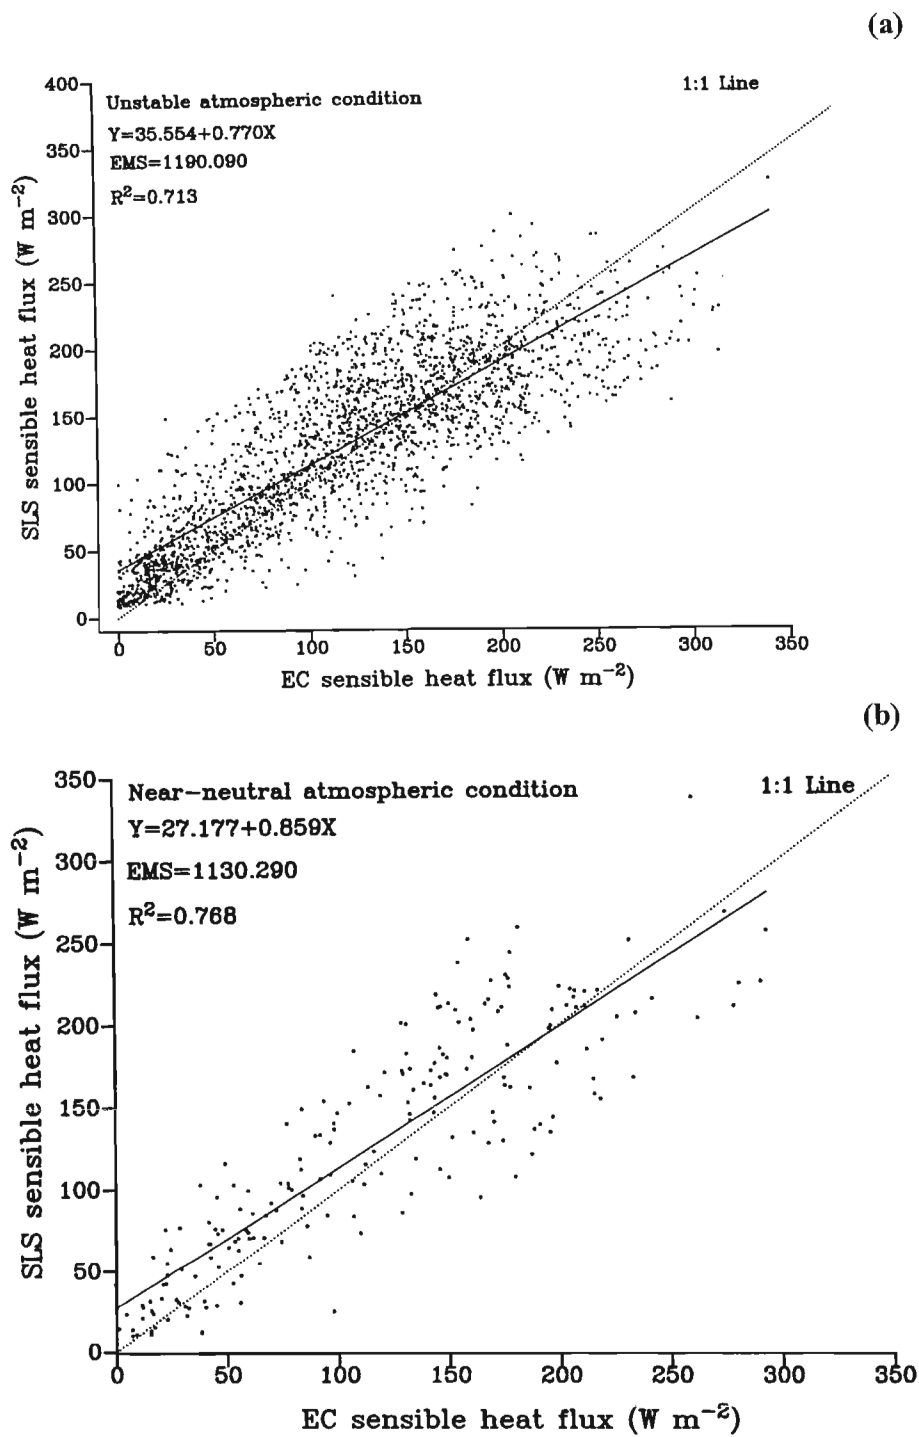 (a)
400
Unstable atmospheric condition
1:1 Line
Y=35.554+0.770X
350
EMS=1190.090
R²=0.713
300
250
200
150
100
50
0
SLS sensible heat flux (W m⁻²)
0 50 100 150 200 250 300 350
EC sensible heat flux (W m⁻²)
(b)
350
Near-neutral atmospheric condition
1:1 Line
Y=27.177+0.859X
300
EMS=1130.290
R²=0.768
250
200
150
100
50
0
SLS sensible heat flux (W m⁻²)
0 50 100 150 200 250 300 350
EC sensible heat flux (W m⁻²)